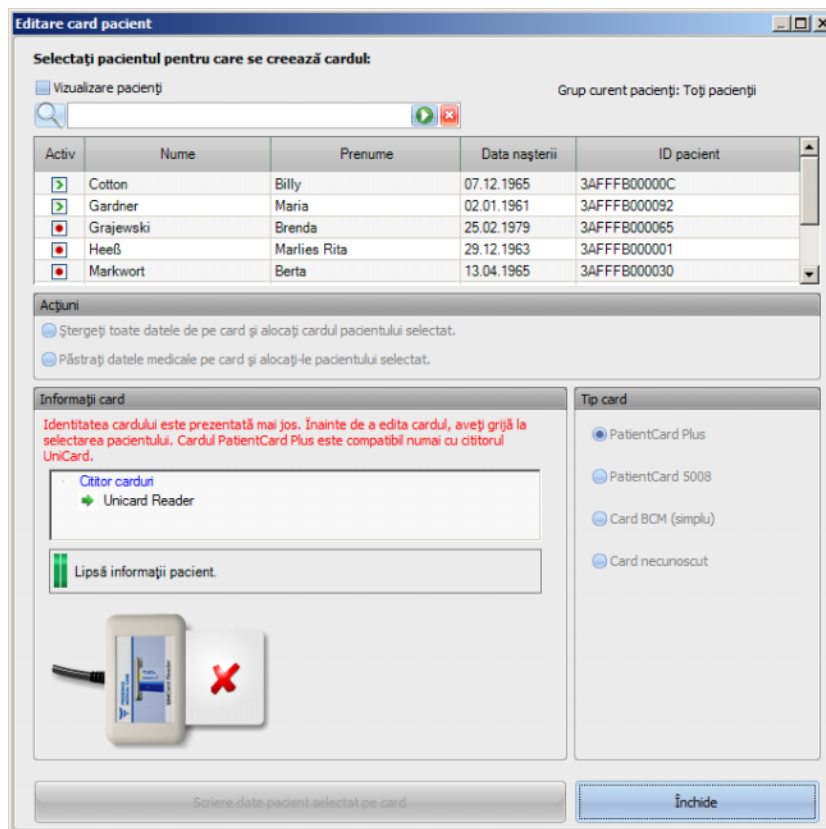 Editare card pacient
Selectați pacientul pentru care se creează cardul:
Vizualizare pacienți
Grup curent pacienți: Toți pacienții
Activ Nume Prenume Data nașterii ID pacient
Cotton Billy 07.12.1965 3AFFFB00000C
Gardner Maria 02.01.1961 3AFFFB000092
Grajewski Brenda 25.02.1979 3AFFFB000065
Heeß Marlies Rita 29.12.1963 3AFFFB000001
Markwort Berta 13.04.1965 3AFFFB000030
Acțiuni
Ștergeți toate datele de pe card și alocați cardul pacientului selectat.
Păstrați datele medicale pe card și alocați-le pacientului selectat.
Informații card
Identitatea cardului este prezentată mai jos. Înainte de a edita cardul, aveți grijă la
selectarea pacientului. Cardul PatientCard Plus este compatibil numai cu cititorul
UniCard.
Cititor carduri
Unicard Reader
Lipsă informații pacient.
UniCard Reader
Tip card
PatientCard Plus
PatientCard 5008
Card BCM (simplu)
Card necunoscut
Scriere date pacient selectat pe card
Închide